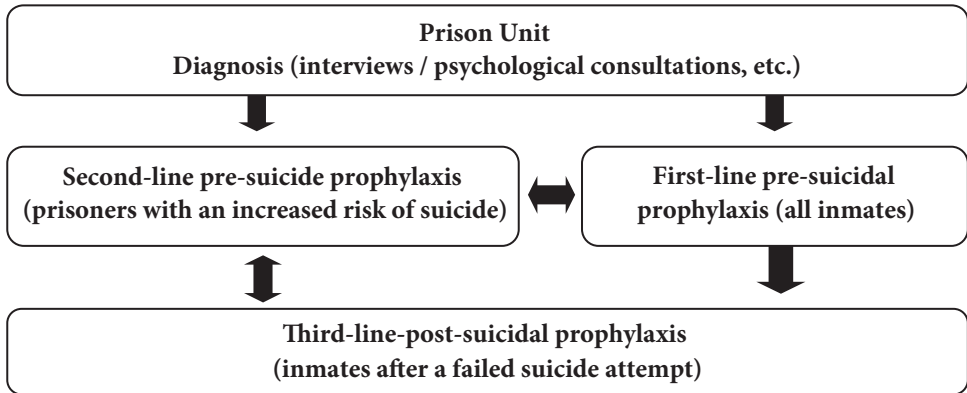 Prison Unit
Diagnosis (interviews / psychological consultations, etc.)
Second-line pre-suicide prophylaxis
(prisoners with an increased risk of suicide)
First-line pre-suicidal
prophylaxis (all inmates)
Third-line-post-suicidal prophylaxis
(inmates after a failed suicide attempt)